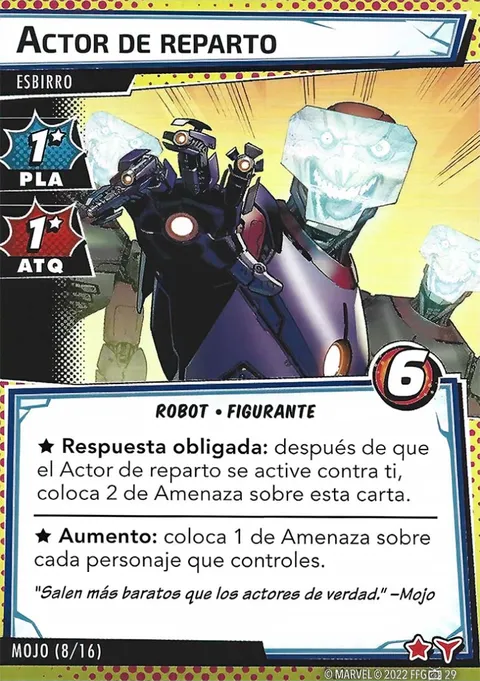 ACTOR DE REPARTO
ESBIRRO
1
PLA
1
ATQ
6
ROBOT • FIGURANTE
★ Respuesta obligada: después de que
el Actor de reparto se active contra ti,
coloca 2 de Amenaza sobre esta carta.
★ Aumento: coloca 1 de Amenaza sobre
cada personaje que controles.
"Salen más baratos que los actores de verdad." –Mojo
MOJO (8/16)
© MARVEL © 2022 FFG 29